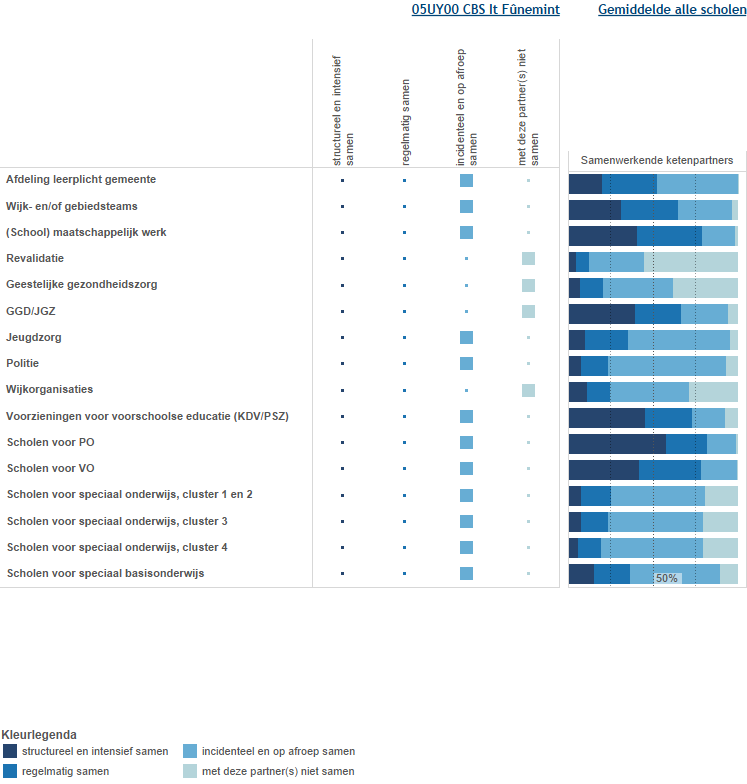 05UY00 CBS It Fûnemint
Gemiddelde alle scholen
structureel en intensief
samen
regelmatig samen
incidenteel en op afroep
samen
met deze partner(s) niet
samen
Samenwerkende ketenpartners
Afdeling leerplicht gemeente
Wijk- en/of gebiedsteams
(School) maatschappelijk werk
Revalidatie
Geestelijke gezondheidszorg
GGD/JGZ
Jeugdzorg
Politie
Wijkorganisaties
Voorzieningen voor voorschoolse educatie (KDV/PSZ)
Scholen voor PO
Scholen voor VO
Scholen voor speciaal onderwijs, cluster 1 en 2
Scholen voor speciaal onderwijs, cluster 3
Scholen voor speciaal onderwijs, cluster 4
Scholen voor speciaal basisonderwijs
50%
Kleurlegenda
structureel en intensief samen
incidenteel en op afroep samen
regelmatig samen
met deze partner(s) niet samen